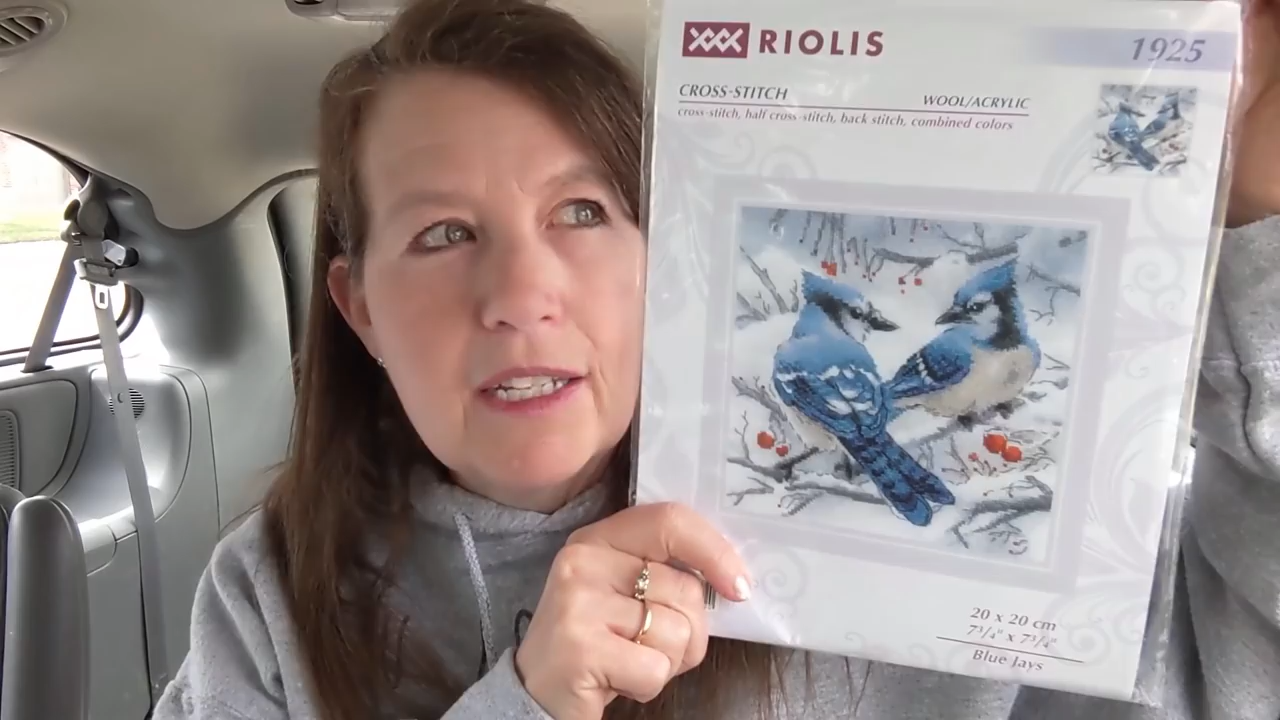 RIOLIS
1925
CROSS-STITCH
WOOL/ACRYLIC
cross-stitch, half cross-stitch, back stitch, combined colors
20 x 20 cm
7¾" x 7¾"
Blue Jays